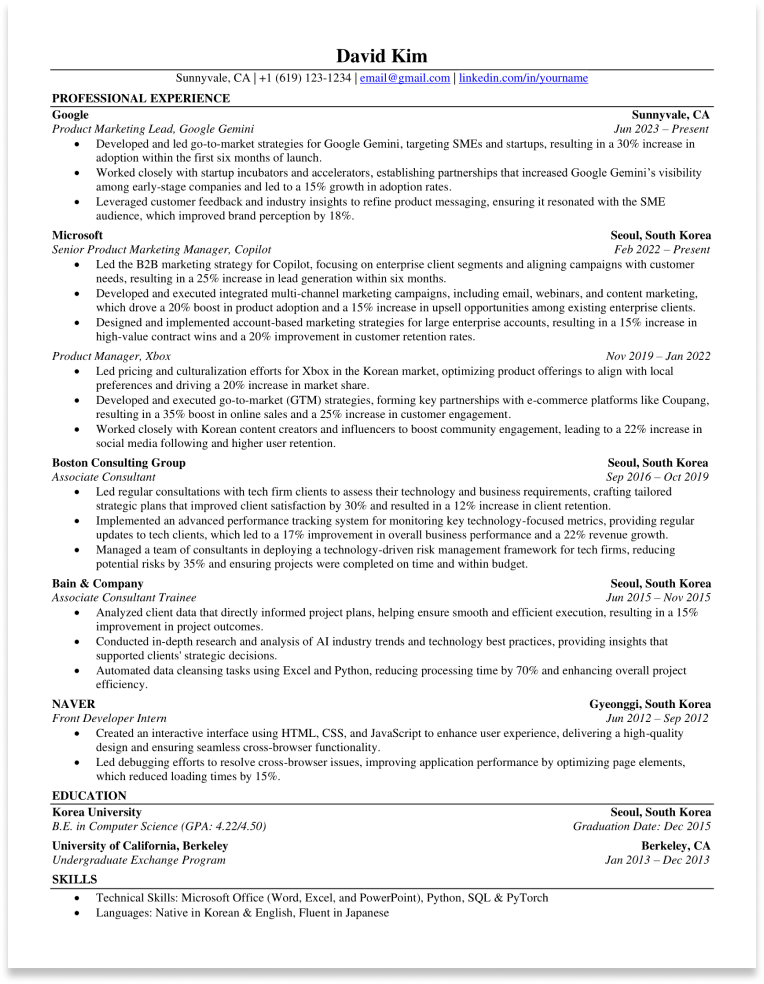 David Kim
Sunnyvale, CA | +1 (619) 123-1234 | email@gmail.com | linkedin.com/in/yourname
PROFESSIONAL EXPERIENCE
Google Sunnyvale, CA
Product Marketing Lead, Google Gemini Jun 2023 – Present
• Developed and led go-to-market strategies for Google Gemini, targeting SMEs and startups, resulting in a 30% increase in
adoption within the first six months of launch.
• Worked closely with startup incubators and accelerators, establishing partnerships that increased Google Gemini's visibility
among early-stage companies and led to a 15% growth in adoption rates.
• Leveraged customer feedback and industry insights to refine product messaging, ensuring it resonated with the SME
audience, which improved brand perception by 18%.
Microsoft Seoul, South Korea
Senior Product Marketing Manager, Copilot Feb 2022 – Present
• Led the B2B marketing strategy for Copilot, focusing on enterprise client segments and aligning campaigns with customer
needs, resulting in a 25% increase in lead generation within six months.
• Developed and executed integrated multi-channel marketing campaigns, including email, webinars, and content marketing,
which drove a 20% boost in product adoption and a 15% increase in upsell opportunities among existing enterprise clients.
• Designed and implemented account-based marketing strategies for large enterprise accounts, resulting in a 15% increase in
high-value contract wins and a 20% improvement in customer retention rates.
Product Manager, Xbox Nov 2019 – Jan 2022
• Led pricing and culturalization efforts for Xbox in the Korean market, optimizing product offerings to align with local
preferences and driving a 20% increase in market share.
• Developed and executed go-to-market (GTM) strategies, forming key partnerships with e-commerce platforms like Coupang,
resulting in a 35% boost in online sales and a 25% increase in customer engagement.
• Worked closely with Korean content creators and influencers to boost community engagement, leading to a 22% increase in
social media following and higher user retention.
Boston Consulting Group Seoul, South Korea
Associate Consultant Sep 2016 – Oct 2019
• Led regular consultations with tech firm clients to assess their technology and business requirements, crafting tailored
strategic plans that improved client satisfaction by 30% and resulted in a 12% increase in client retention.
• Implemented an advanced performance tracking system for monitoring key technology-focused metrics, providing regular
updates to tech clients, which led to a 17% improvement in overall business performance and a 22% revenue growth.
• Managed a team of consultants in deploying a technology-driven risk management framework for tech firms, reducing
potential risks by 35% and ensuring projects were completed on time and within budget.
Bain & Company Seoul, South Korea
Associate Consultant Trainee Jun 2015 – Nov 2015
• Analyzed client data that directly informed project plans, helping ensure smooth and efficient execution, resulting in a 15%
improvement in project outcomes.
• Conducted in-depth research and analysis of AI industry trends and technology best practices, providing insights that
supported clients' strategic decisions.
• Automated data cleansing tasks using Excel and Python, reducing processing time by 70% and enhancing overall project
efficiency.
NAVER Gyeonggi, South Korea
Front Developer Intern Jun 2012 – Sep 2012
• Created an interactive interface using HTML, CSS, and JavaScript to enhance user experience, delivering a high-quality
design and ensuring seamless cross-browser functionality.
• Led debugging efforts to resolve cross-browser issues, improving application performance by optimizing page elements,
which reduced loading times by 15%.
EDUCATION
Korea University Seoul, South Korea
B.E. in Computer Science (GPA: 4.22/4.50) Graduation Date: Dec 2015
University of California, Berkeley Berkeley, CA
Undergraduate Exchange Program Jan 2013 – Dec 2013
SKILLS
• Technical Skills: Microsoft Office (Word, Excel, and PowerPoint), Python, SQL & PyTorch
• Languages: Native in Korean & English, Fluent in Japanese